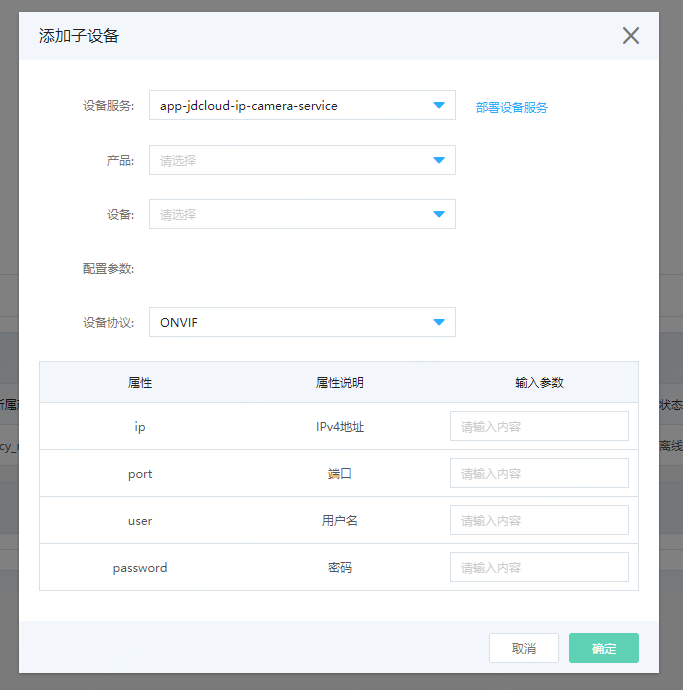 添加子设备
设备服务: app-jdcloud-ip-camera-service 部署设备服务
产品: 请选择
设备: 请选择
配置参数:
设备协议: ONVIF
属性 属性说明 输入参数
状态
ip IPv4地址 请输入内容
离线
port 端口 请输入内容
user 用户名 请输入内容
password 密码 请输入内容
取消 确定